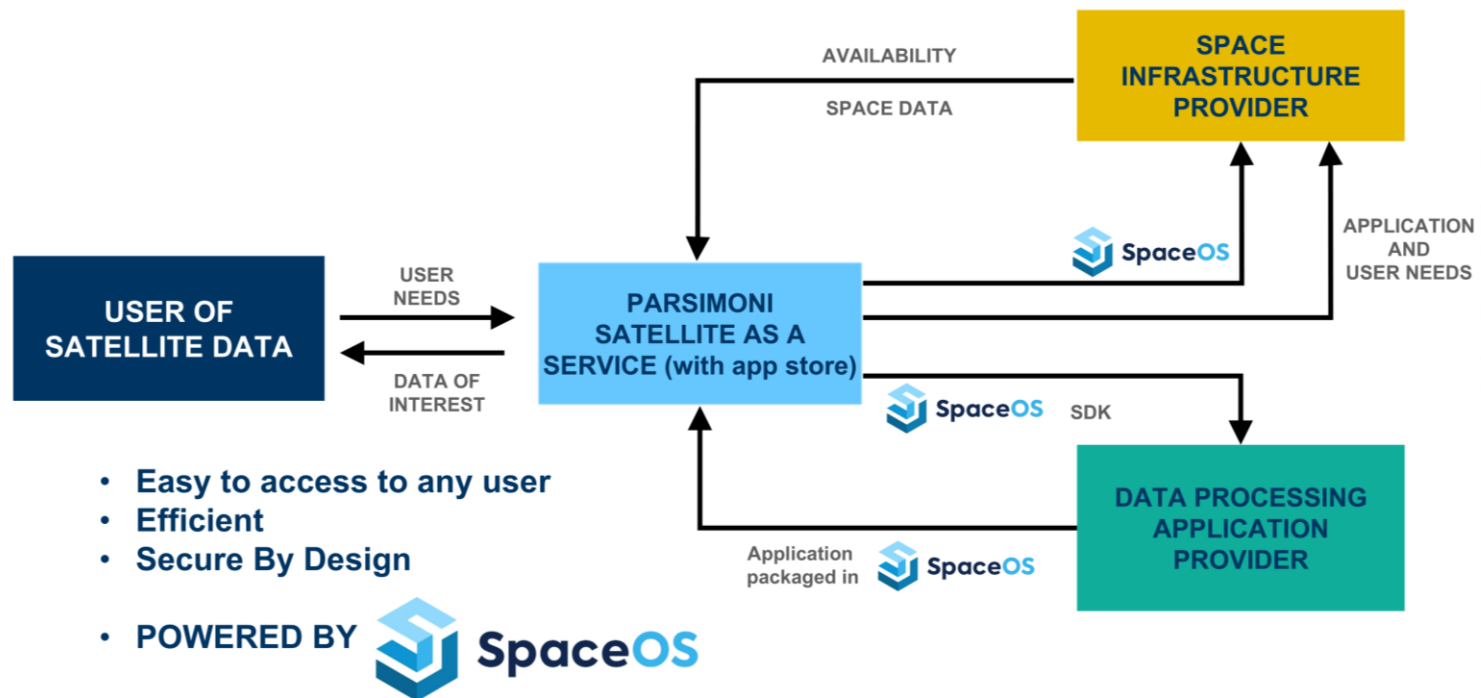 AVAILABILITY
SPACE DATA
SPACE
INFRASTRUCTURE
PROVIDER
SpaceOS
APPLICATION
AND
USER NEEDS
USER OF
SATELLITE DATA
USER
NEEDS
DATA OF
INTEREST
PARSIMONI
SATELLITE AS A
SERVICE (with app store)
SpaceOS SDK
DATA PROCESSING
APPLICATION
PROVIDER
Application
packaged in SpaceOS
• Easy to access to any user
• Efficient
• Secure By Design
• POWERED BY SpaceOS